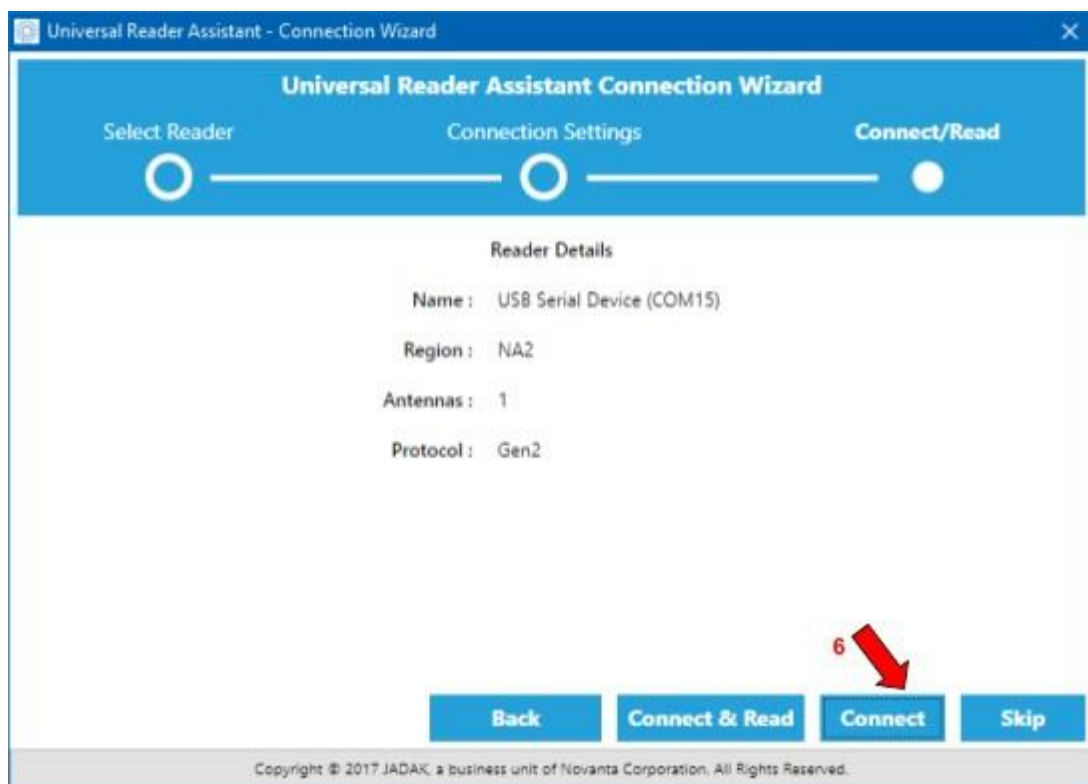 Universal Reader Assistant - Connection Wizard
Universal Reader Assistant Connection Wizard
Select Reader Connection Settings Connect/Read
Reader Details
Name : USB Serial Device (COM15)
Region : NA2
Antennas : 1
Protocol : Gen2
6
Back Connect & Read Connect Skip
Copyright © 2017 JADAK, a business unit of Novanta Corporation. All Rights Reserved.